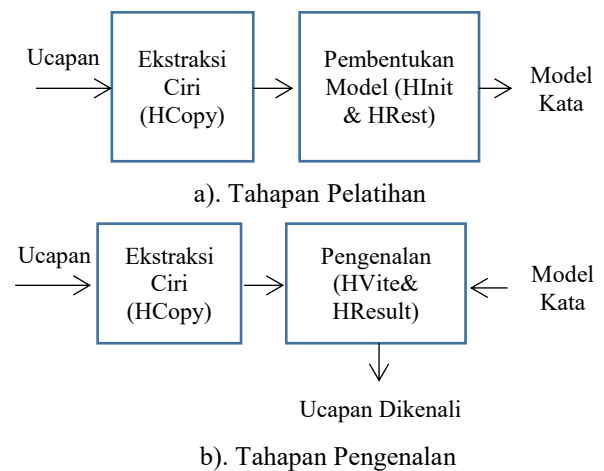 Ucapan
Ekstraksi
Ciri
(HCopy)
Pembentukan
Model (HInit
& HRest)
Model
Kata
a). Tahapan Pelatihan
Ucapan
Ekstraksi
Ciri
(HCopy)
Pengenalan
(HVite&
HResult)
Model
Kata
Ucapan Dikenali
b). Tahapan Pengenalan